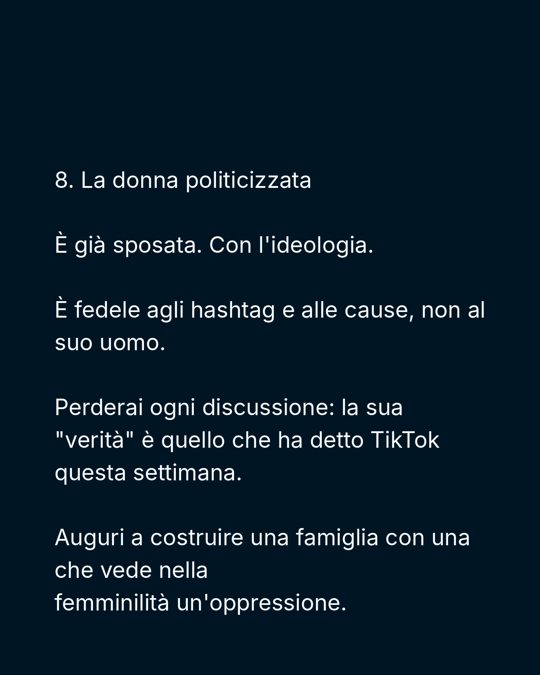 8. La donna politicizzata
È già sposata. Con l'ideologia.
È fedele agli hashtag e alle cause, non al
suo uomo.
Perderai ogni discussione: la sua
"verità" è quello che ha detto TikTok
questa settimana.
Auguri a costruire una famiglia con una
che vede nella
femminilità un'oppressione.